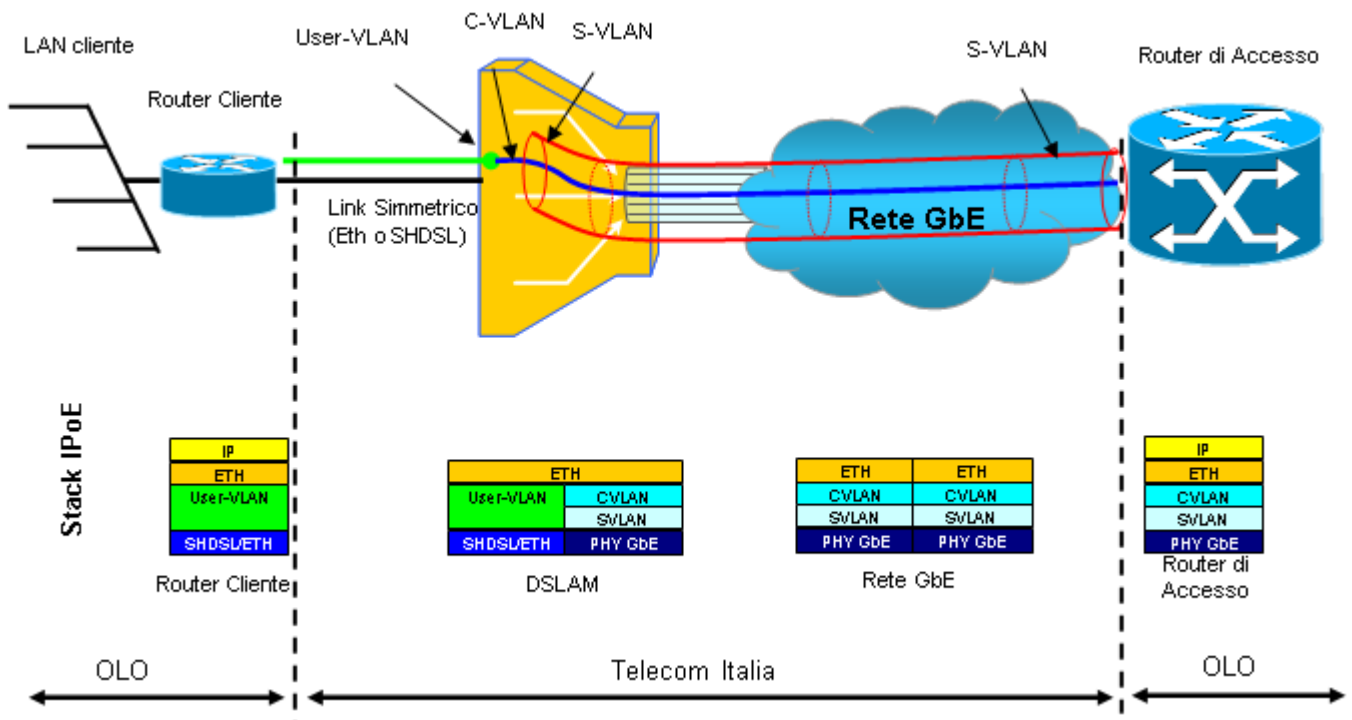 LAN cliente
User-VLAN
C-VLAN
S-VLAN
S-VLAN
Router di Accesso
Router Cliente
Link Simmetrico
(Eth o SHDSL)
Rete GbE
Stack IPoE
IP
ETH
User-VLAN
SHDSL/ETH
Router Cliente
ETH
User-VLAN
CVLAN
SVLAN
SHDSL/ETH
PHY GbE
DSLAM
ETH
ETH
CVLAN
CVLAN
SVLAN
SVLAN
PHY GbE
PHY GbE
Rete GbE
IP
ETH
CVLAN
SVLAN
PHY GbE
Router di
Accesso
OLO
Telecom Italia
OLO